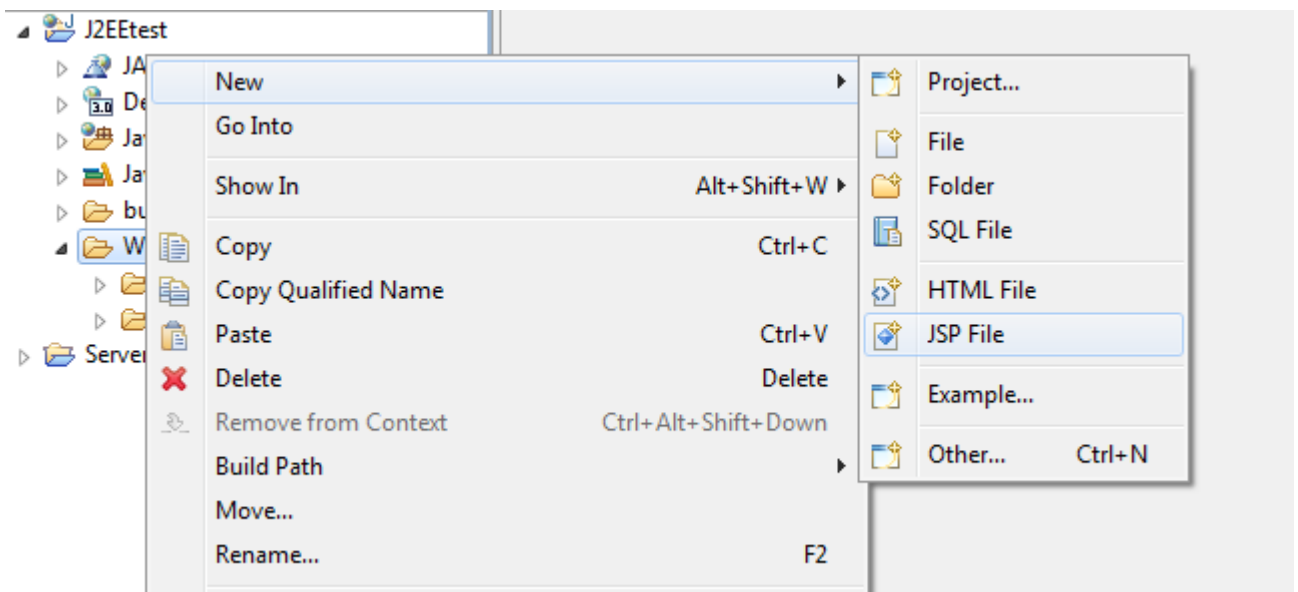 J2EEtest
JA
New
Project...
3.0 De
Go Into
Ja
File
Ja
Show In Alt+Shift+W
Folder
bu
SQL File
W
Copy Ctrl+C
Copy Qualified Name
HTML File
Paste Ctrl+V
JSP File
Server
Delete Delete
Example...
Remove from Context Ctrl+Alt+Shift+Down
Other... Ctrl+N
Build Path
Move...
Rename... F2